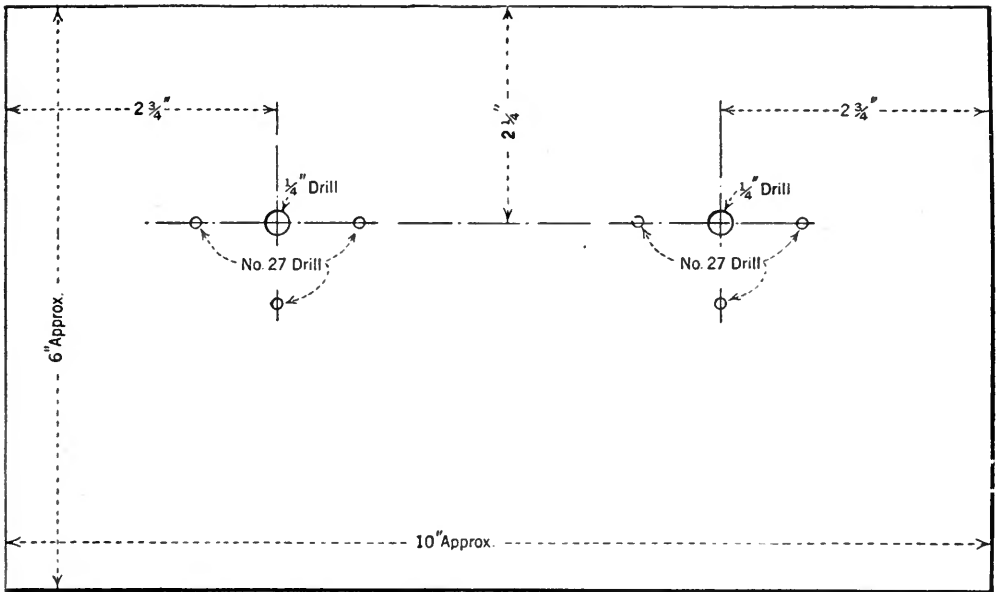 2 ¾"
2 ¼"
2 ¾"
¼" Drill
¼" Drill
No. 27 Drill
No. 27 Drill
6" Approx.
10" Approx.